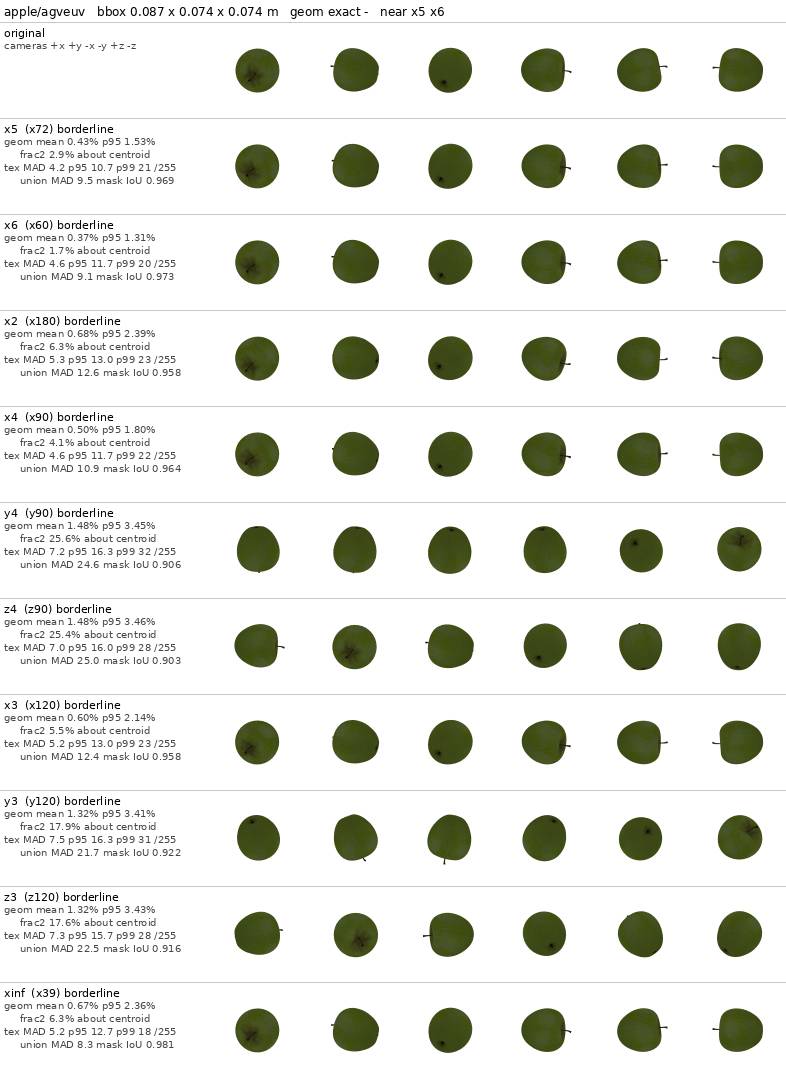 apple/agveuv bbox 0.087 x 0.074 x 0.074 m geom exact - near x5 x6
original
cameras +x +y -x -y +z -z
x5 (x72) borderline
geom mean 0.43% p95 1.53%
frac2 2.9% about centroid
tex MAD 4.2 p95 10.7 p99 21 /255
union MAD 9.5 mask IoU 0.969
x6 (x60) borderline
geom mean 0.37% p95 1.31%
frac2 1.7% about centroid
tex MAD 4.6 p95 11.7 p99 20 /255
union MAD 9.1 mask IoU 0.973
x2 (x180) borderline
geom mean 0.68% p95 2.39%
frac2 6.3% about centroid
tex MAD 5.3 p95 13.0 p99 23 /255
union MAD 12.6 mask IoU 0.958
x4 (x90) borderline
geom mean 0.50% p95 1.80%
frac2 4.1% about centroid
tex MAD 4.6 p95 11.7 p99 22 /255
union MAD 10.9 mask IoU 0.964
y4 (y90) borderline
geom mean 1.48% p95 3.45%
frac2 25.6% about centroid
tex MAD 7.2 p95 16.3 p99 32 /255
union MAD 24.6 mask IoU 0.906
z4 (z90) borderline
geom mean 1.48% p95 3.46%
frac2 25.4% about centroid
tex MAD 7.0 p95 16.0 p99 28 /255
union MAD 25.0 mask IoU 0.903
x3 (x120) borderline
geom mean 0.60% p95 2.14%
frac2 5.5% about centroid
tex MAD 5.2 p95 13.0 p99 23 /255
union MAD 12.4 mask IoU 0.958
y3 (y120) borderline
geom mean 1.32% p95 3.41%
frac2 17.9% about centroid
tex MAD 7.5 p95 16.3 p99 31 /255
union MAD 21.7 mask IoU 0.922
z3 (z120) borderline
geom mean 1.32% p95 3.43%
frac2 17.6% about centroid
tex MAD 7.3 p95 15.7 p99 28 /255
union MAD 22.5 mask IoU 0.916
xinf (x39) borderline
geom mean 0.67% p95 2.36%
frac2 6.3% about centroid
tex MAD 5.2 p95 12.7 p99 18 /255
union MAD 8.3 mask IoU 0.981